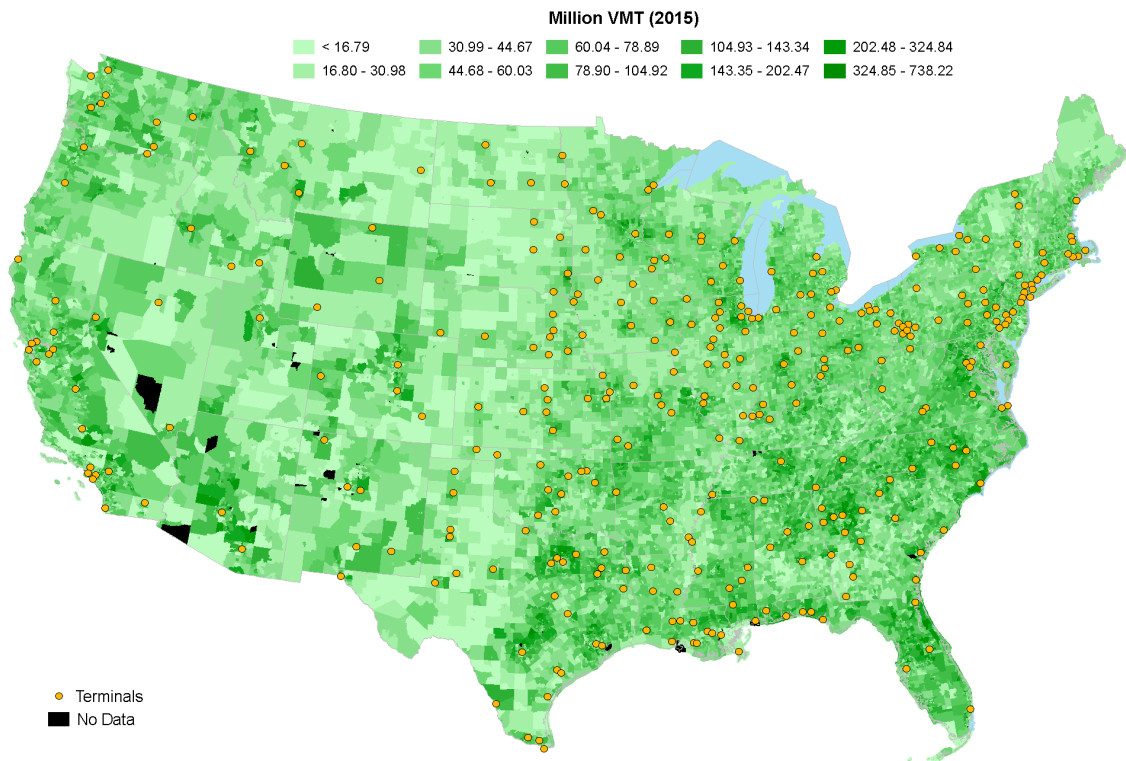 Million VMT (2015)
< 16.79 30.99 - 44.67 60.04 - 78.89 104.93 - 143.34 202.48 - 324.84
16.80 - 30.98 44.68 - 60.03 78.90 - 104.92 143.35 - 202.47 324.85 - 738.22
Terminals
No Data